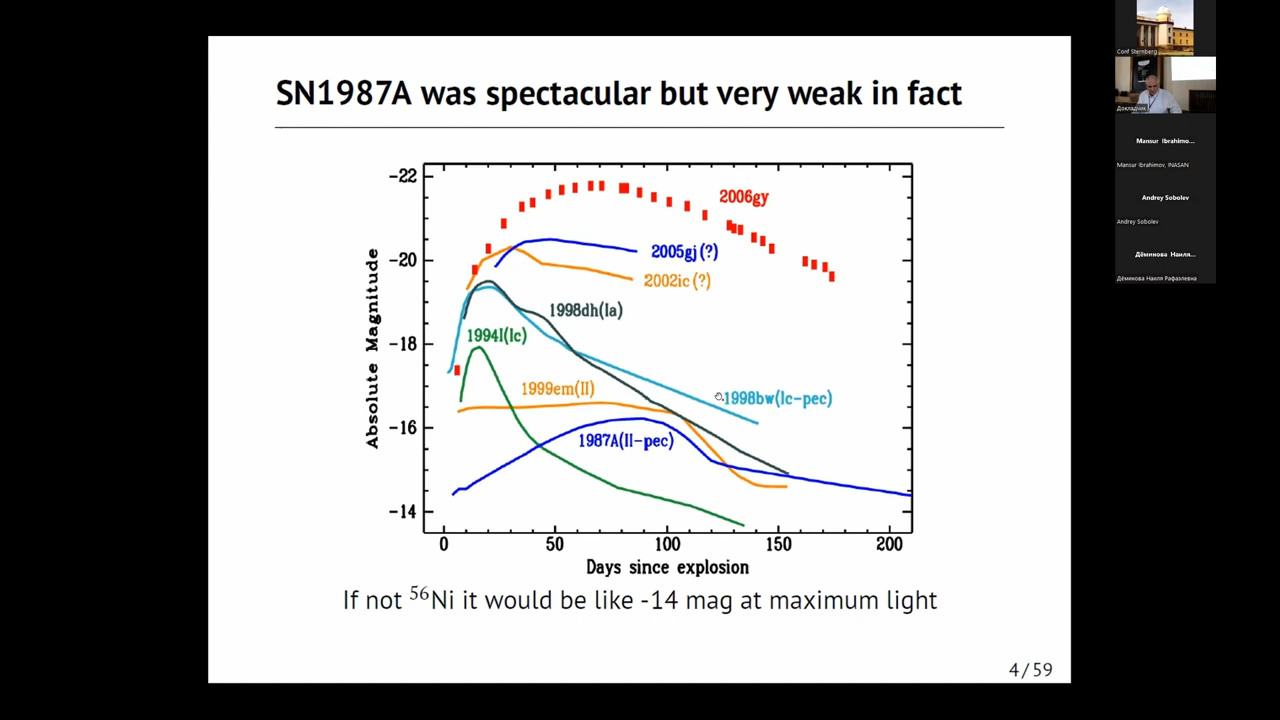 SN1987A was spectacular but very weak in fact
-22
-20
-18
-16
-14
Absolute Magnitude
2006gy
2005gj(?)
2002ic(?)
1998dh(Ia)
1994I(Ic)
1999em(II)
1998bw(Ic-pec)
1987A(II-pec)
0 50 100 150 200
Days since explosion
If not ⁵⁶Ni it would be like -14 mag at maximum light
4/59
Conf Sternberg
Докладчик
Mansur Ibrahimo...
Mansur Ibrahimov, INASAN
Andrey Sobolev
Andrey Sobolev
Дёминова Наиля...
Дёминова Наиля Рафаэлевна